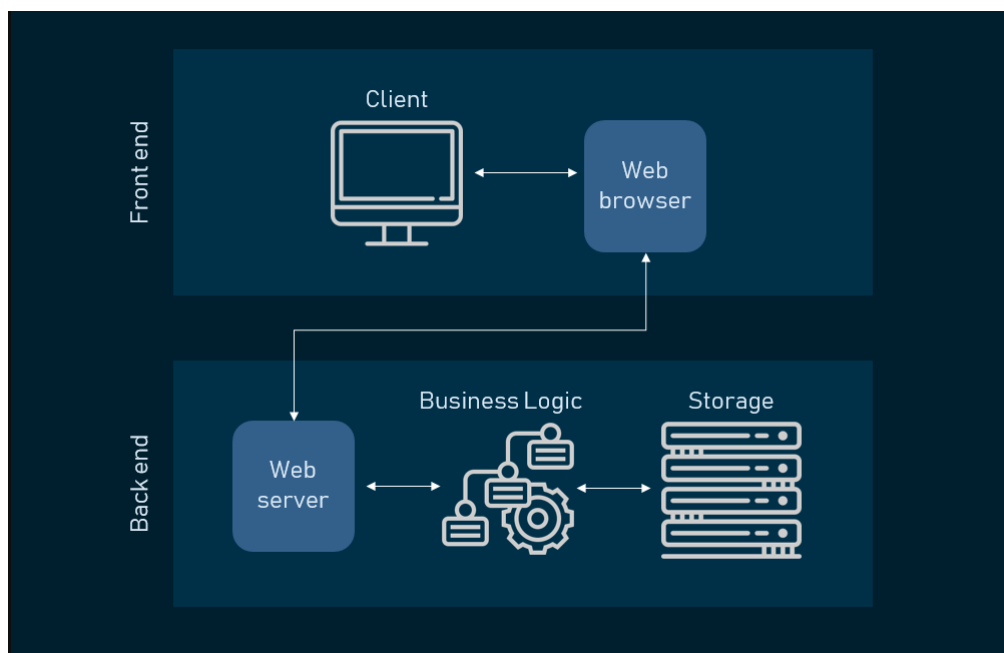 Front end
Client
Web
browser
Back end
Business Logic
Storage
Web
server